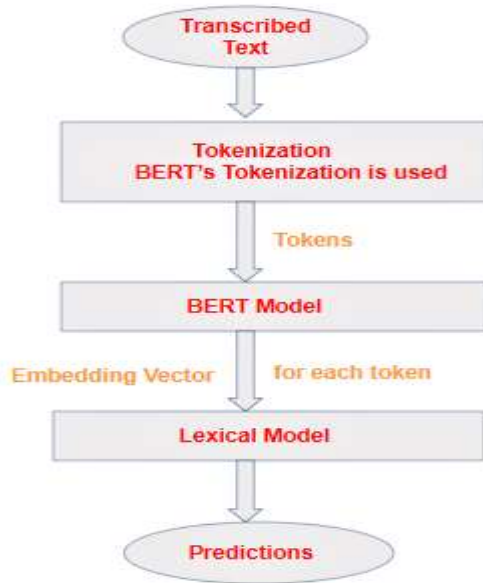 Transcribed
Text
Tokenization
BERT's Tokenization is used
Tokens
BERT Model
Embedding Vector for each token
Lexical Model
Predictions